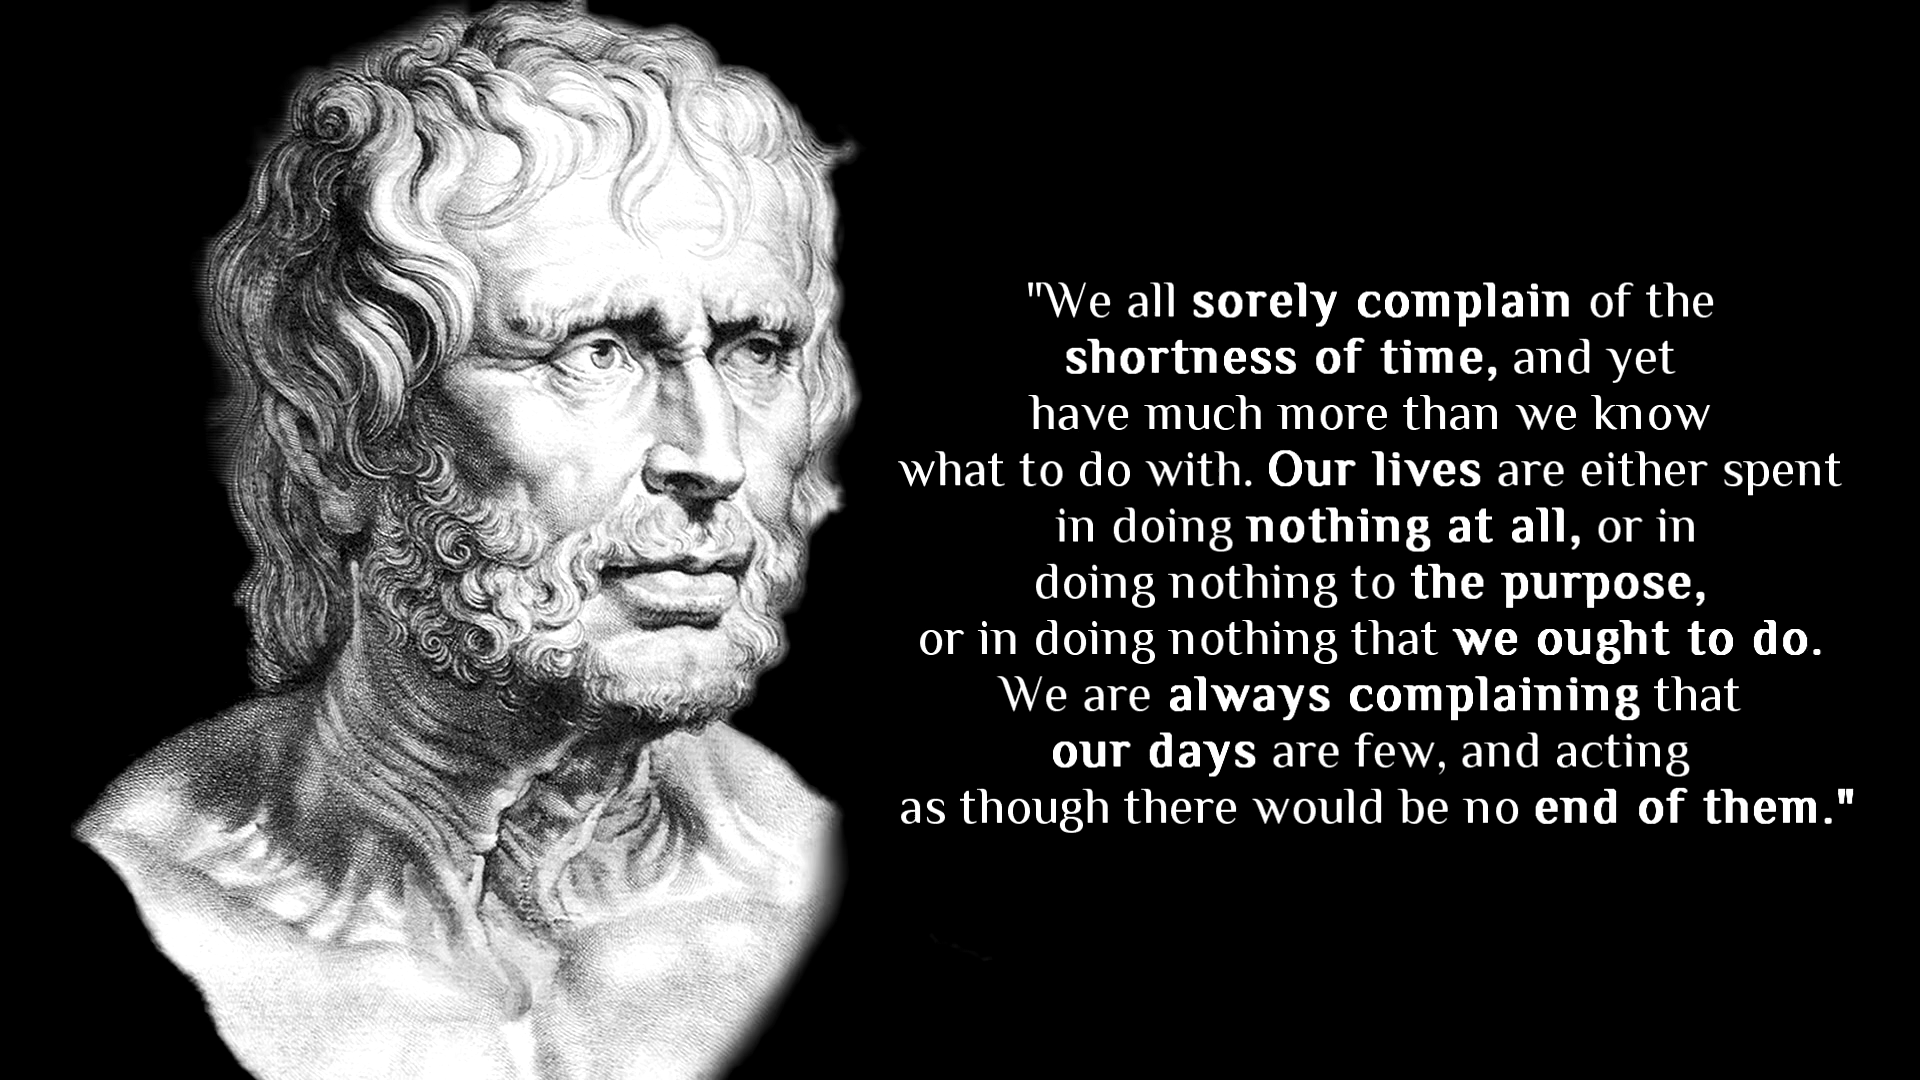 "We all sorely complain of the
shortness of time, and yet
have much more than we know
what to do with. Our lives are either spent
in doing nothing at all, or in
doing nothing to the purpose,
or in doing nothing that we ought to do.
We are always complaining that
our days are few, and acting
as though there would be no end of them."